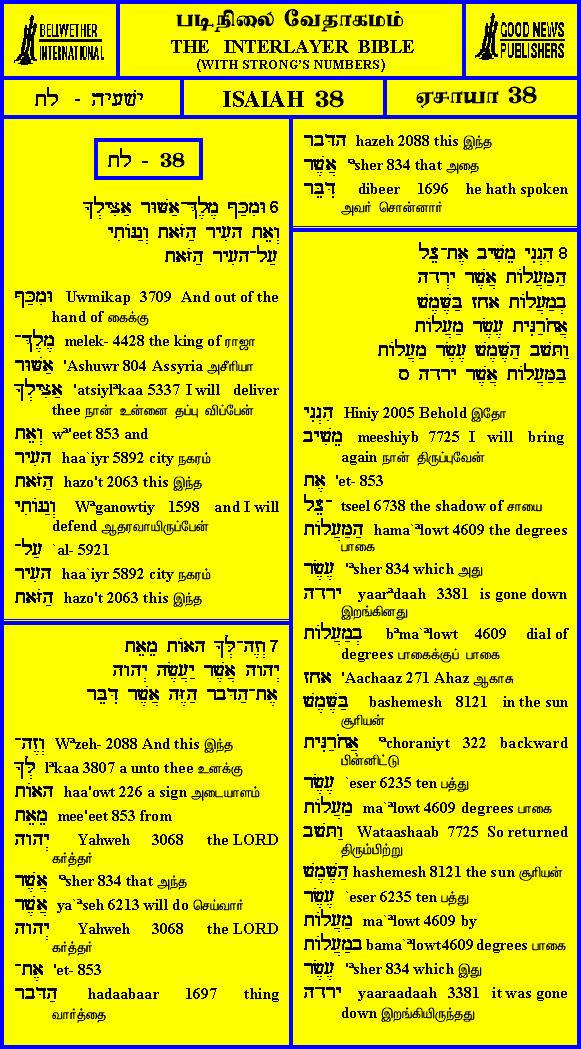 BELLWETHER
INTERNATIONAL
படிநிலை வேதாகமம்
THE INTERLAYER BIBLE
(WITH STRONG'S NUMBERS)
GOOD NEWS
PUBLISHERS
ישעיה - לח
ISAIAH 38
ஏசாயா 38
לח - 38
6 וּמִכַּף מֶלֶךְ־אַשּׁוּר אַצִּילְךָ
וְאֵת הָעִיר הַזֹּאת וְגַנּוֹתִי
עַל־הָעִיר הַזֹּאת
וּמִכַּף Uwmikap 3709 And out of the
hand of கைக்கு
מֶלֶךְ־ melek- 4428 the king of ராஜா
אַשּׁוּר 'Ashuwr 804 Assyria அசீரியா
אַצִּילְךָ 'atsiylªkaa 5337 I will deliver
thee நான் உன்னை தப்பு விப்பேன்
וְאֵת wª'eet 853 and
הָעִיר haa`iyr 5892 city நகரம்
הַזֹּאת hazo't 2063 this இந்த
וְגַנּוֹתִי Wªganowtiy 1598 and I will
defend ஆதரவாயிருப்பேன்
עַל־ `al- 5921
הָעִיר haa`iyr 5892 city நகரம்
הַזֹּאת hazo't 2063 this இந்த
7 וְזֶה־לְּךָ הָאוֹת מֵאֵת
יְהוָה אֲשֶׁר יַעֲשֶׂה יְהוָה
אֶת־הַדָּבָר הַזֶּה אֲשֶׁר דִּבֵּר
וְזֶה־ Wªzeh- 2088 And this இந்த
לְּךָ lªkaa 3807 a unto thee உனக்கு
הָאוֹת haa'owt 226 a sign அடையாளம்
מֵאֵת mee'eet 853 from
יְהוָה Yahweh 3068 the LORD
கர்த்தர்
אֲשֶׁר ªsher 834 that அந்த
אֲשֶׁר ya`ªseh 6213 will do செய்வார்
יְהוָה Yahweh 3068 the LORD
கர்த்தர்
אֶת־ 'et- 853
הַדָּבָר hadaabaar 1697 thing
வார்த்தை
הַדָּבָר hazeh 2088 this இந்த
אֲשֶׁר ªsher 834 that அதை
דִּבֵּר dibeer 1696 he hath spoken
அவர் சொன்னார்
8 הִנְנִי מֵשִׁיב אֶת־צֵל
הַמַּעֲלוֹת אֲשֶׁר יָרְדָה
בְמַעֲלוֹת אָחָז בַּשֶּׁמֶשׁ
אֲחֹרַנִּית עֶשֶׂר מַעֲלוֹת
וַתָּשָׁב הַשֶּׁמֶשׁ עֶשֶׂר מַעֲלוֹת
בַּמַּעֲלוֹת אֲשֶׁר יָרָדָה ס
הִנְנִי Hiniy 2005 Behold இதோ
מֵשִׁיב meeshiyb 7725 I will bring
again நான் திருப்புவேன்
אֶת 'et- 853
־צֵל tseel 6738 the shadow of சாயை
הַמַּעֲלוֹת hama`ªlowt 4609 the degrees
பாகை
עֶשֶׂר 'ªsher 834 which அது
יָרְדָה yaarªdaah 3381 is gone down
இறங்கினது
בְמַעֲלוֹת bªma`ªlowt 4609 dial of
degrees பாகைக்குப் பாகை
אָחָז 'Aachaaz 271 Ahaz ஆகாசு
בַּשֶּׁמֶשׁ bashemesh 8121 in the sun
சூரியன்
אֲחֹרַנִּית ªchoraniyt 322 backward
பின்னிட்டு
עֶשֶׂר `eser 6235 ten பத்து
מַעֲלוֹת ma`ªlowt 4609 degrees பாகை
וַתָּשָׁב Wataashaab 7725 So returned
திரும்பிற்று
הַשֶּׁמֶשׁ hashemesh 8121 the sun சூரியன்
עֶשֶׂר `eser 6235 ten பத்து
מַעֲלוֹת ma`ªlowt 4609 by
בַּמַּעֲלוֹת bama`ªlowt4609 degrees பாகை
עֶשֶׂר 'ªsher 834 which இது
יָרָדָה yaaraadaah 3381 it was gone
down இறங்கியிருந்தது